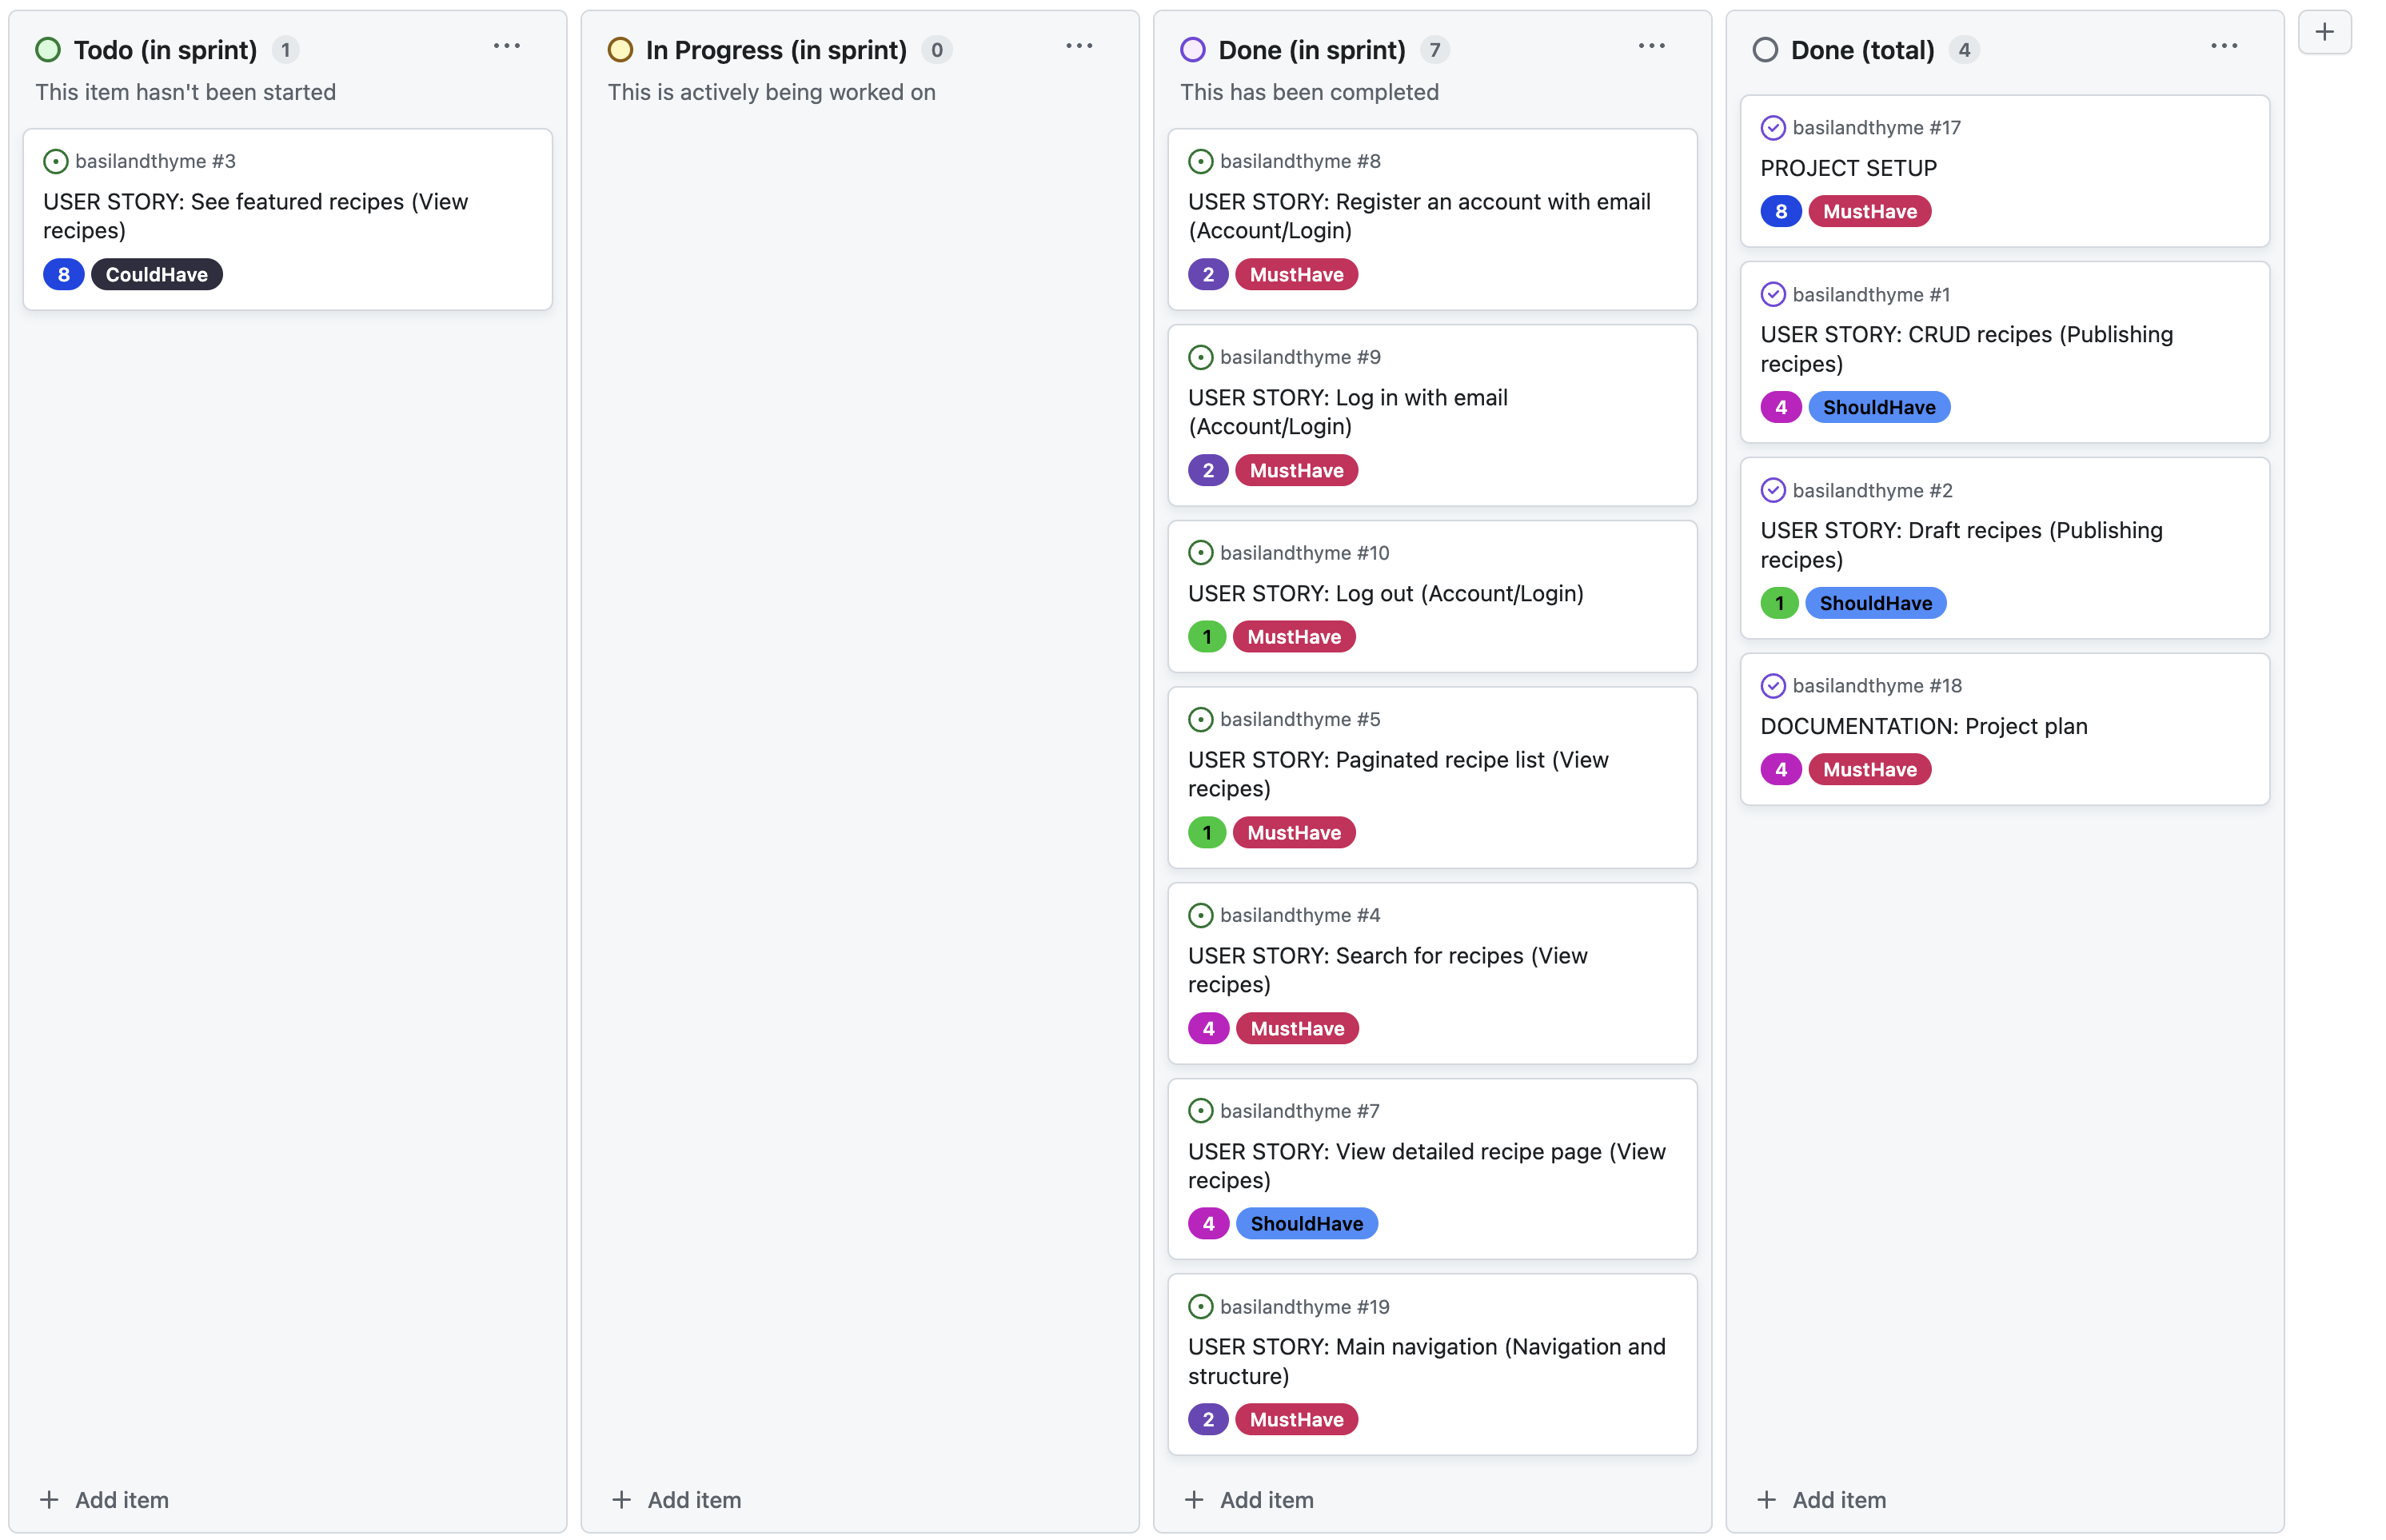 Todo (in sprint) 1
This item hasn't been started
basilandthyme #3
USER STORY: See featured recipes (View
recipes)
8 CouldHave
+ Add item
In Progress (in sprint) 0
This is actively being worked on
+ Add item
Done (in sprint) 7
This has been completed
basilandthyme #8
USER STORY: Register an account with email
(Account/Login)
2 MustHave
basilandthyme #9
USER STORY: Log in with email
(Account/Login)
2 MustHave
basilandthyme #10
USER STORY: Log out (Account/Login)
1 MustHave
basilandthyme #5
USER STORY: Paginated recipe list (View
recipes)
1 MustHave
basilandthyme #4
USER STORY: Search for recipes (View
recipes)
4 MustHave
basilandthyme #7
USER STORY: View detailed recipe page (View
recipes)
4 ShouldHave
basilandthyme #19
USER STORY: Main navigation (Navigation and
structure)
2 MustHave
+ Add item
Done (total) 4
basilandthyme #17
PROJECT SETUP
8 MustHave
basilandthyme #1
USER STORY: CRUD recipes (Publishing
recipes)
4 ShouldHave
basilandthyme #2
USER STORY: Draft recipes (Publishing
recipes)
1 ShouldHave
basilandthyme #18
DOCUMENTATION: Project plan
4 MustHave
+ Add item